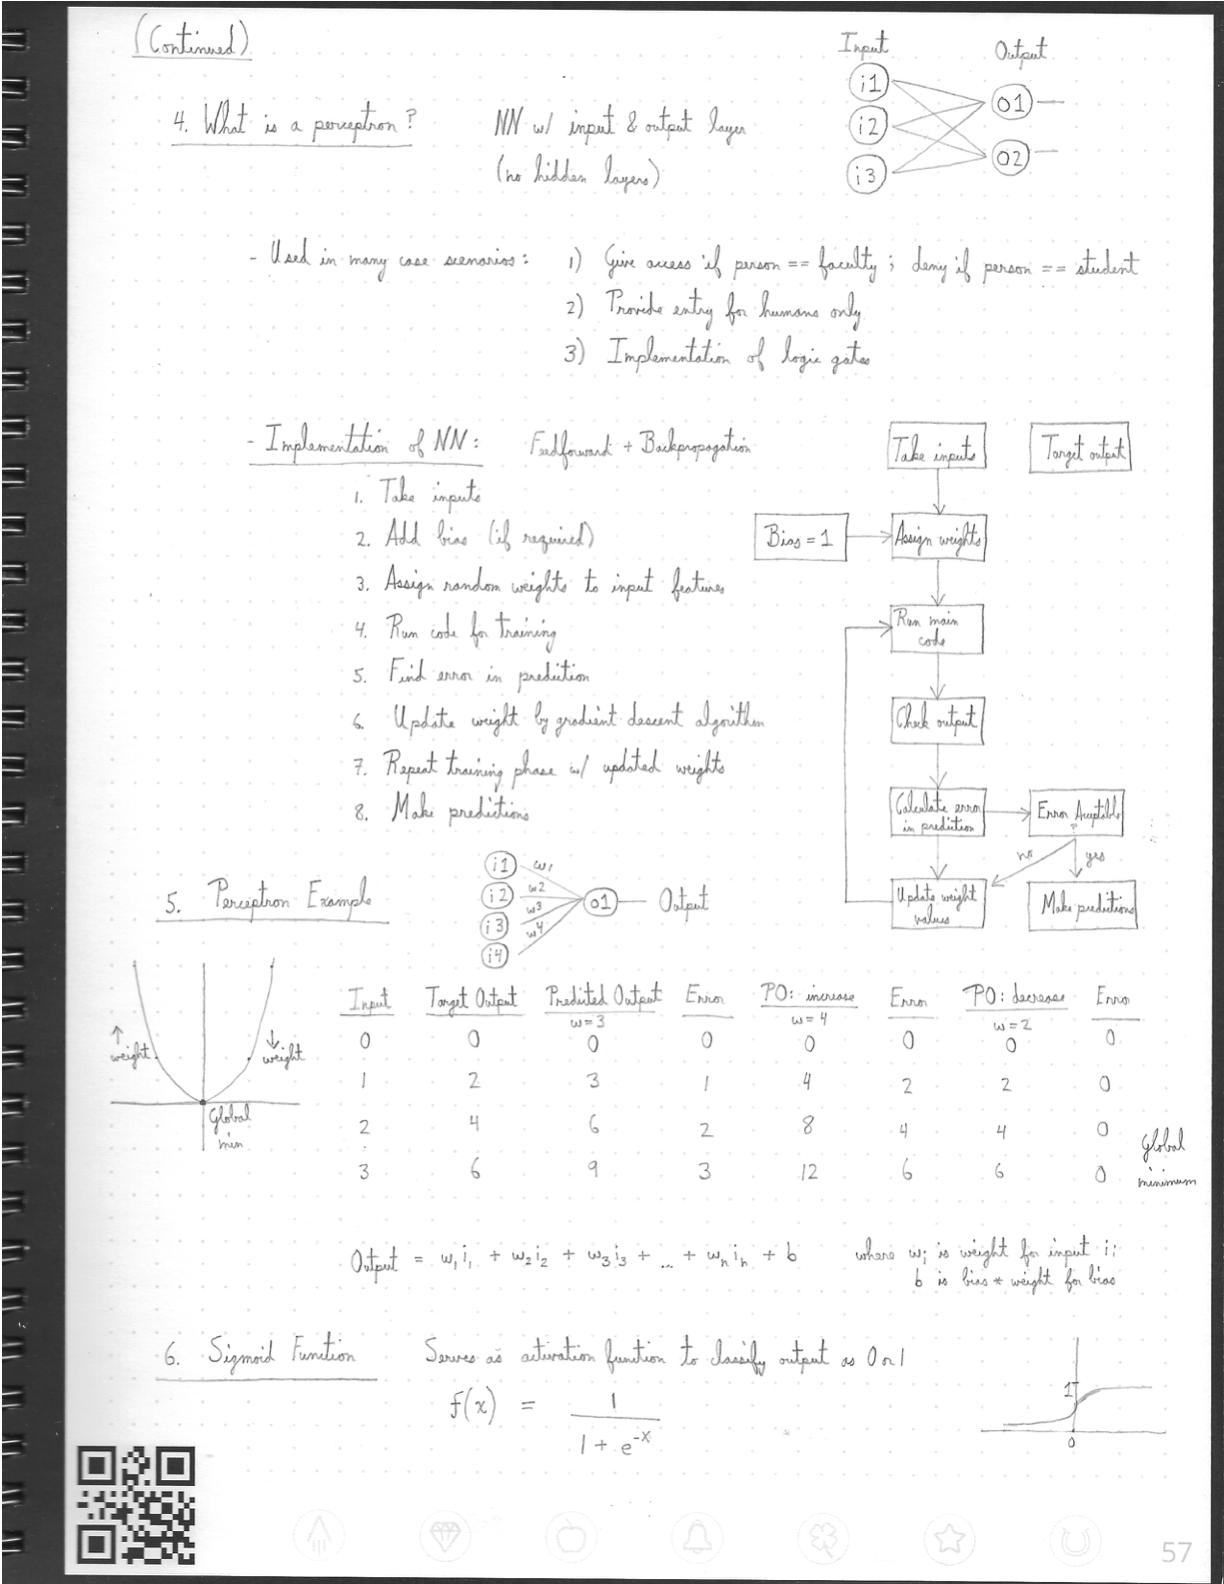 (Continued)
4. What is a perceptron?
NN w/ input & output layer
(no hidden layers)
Input
Output
i1
i2
i3
o1
o2
- Used in many case scenarios:
1) Give access if person == faculty; deny if person == student
2) Provide entry for humans only
3) Implementation of logic gates
- Implementation of NN: Feedforward + Backpropagation
1. Take inputs
2. Add bias (if required)
3. Assign random weights to input features
4. Run code for training
5. Find error in prediction
6. Update weight by gradient descent algorithm
7. Repeat training phase w/ updated weights
8. Make predictions
Take inputs
Target output
Bias = 1
Assign weights
Run main
code
Check output
Calculate error
in prediction
Error Acceptable
?
no
yes
Update weight
values
Make predictions
5. Perceptron Example
i1
i2
i3
i4
w1
w2
w3
w4
o1
Output
↑
weight
↓
weight
Global
min
Input Target Output Predicted Output Error PO: increase Error PO: decrease Error
w=3 w=4 w=2
0 0 0 0 0 0 0 0
1 2 3 1 4 2 2 0
2 4 6 2 8 4 4 0
3 6 9 3 12 6 6 0
global
minimum
Output = w₁i₁ + w₂i₂ + w₃i₃ + ... + wₙiₙ + b where wᵢ is weight for input iᵢ
b is bias * weight for bias
6. Sigmoid Function Serves as activation function to classify output as 0 or 1
f(x) = 1
1 + e^-x
1
0
57